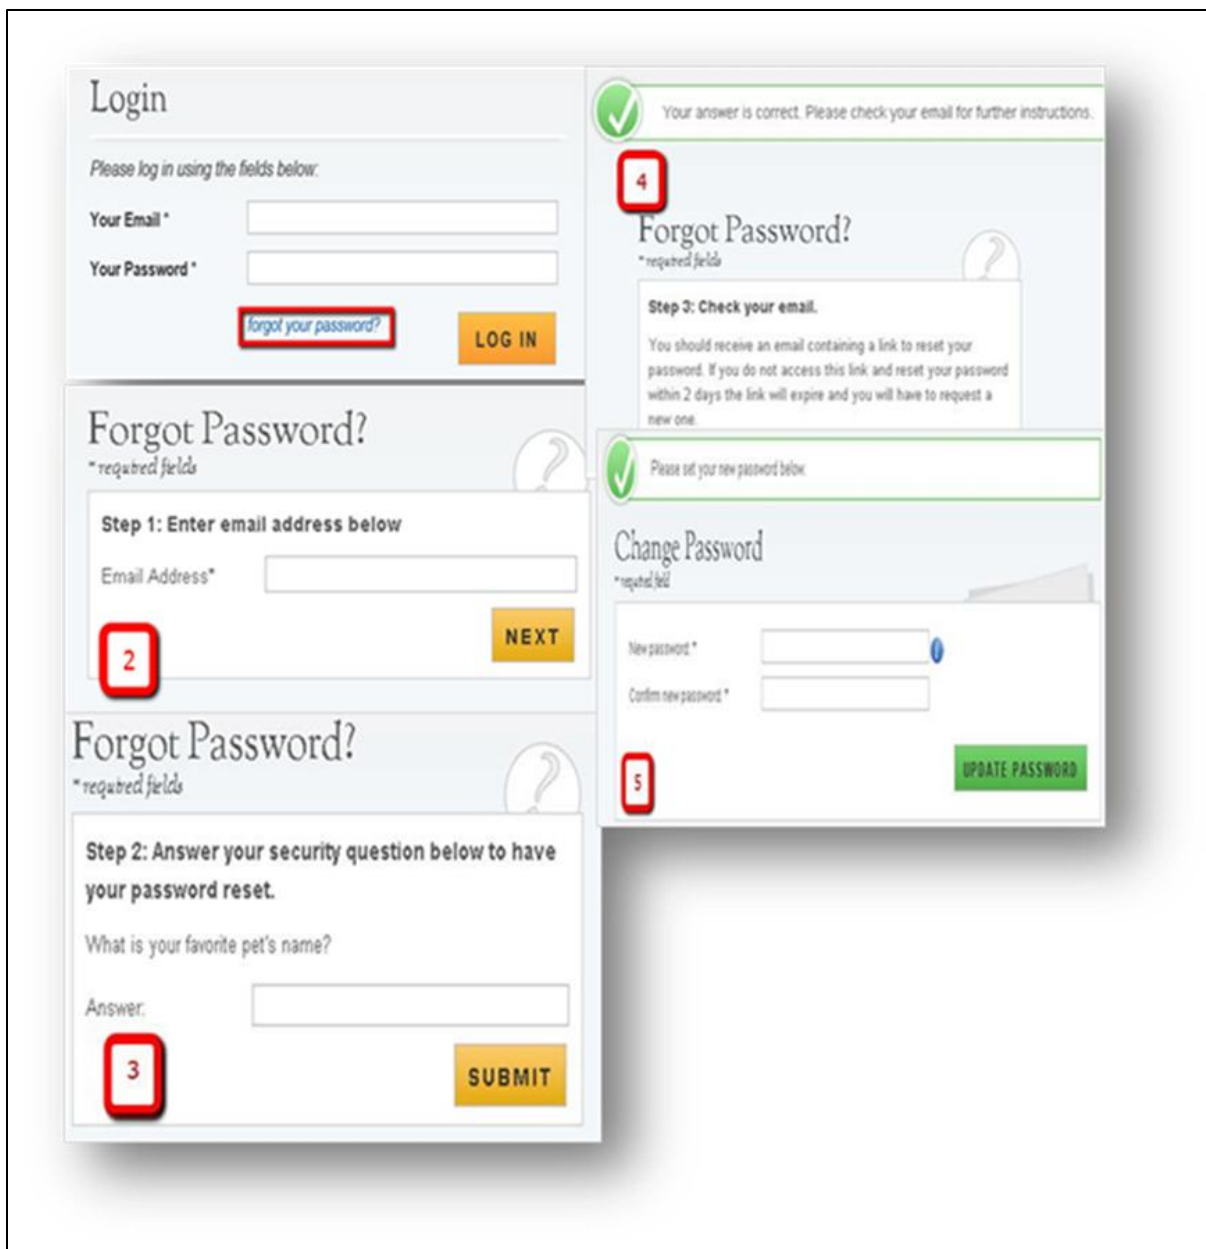 Login
Please log in using the fields below:
Your Email *
Your Password *
forgot your password?
LOG IN
Forgot Password?
* required fields
Step 1: Enter email address below
Email Address*
NEXT
2
Forgot Password?
* required fields
Step 2: Answer your security question below to have
your password reset.
What is your favorite pet's name?
Answer:
3
SUBMIT
Your answer is correct. Please check your email for further instructions.
4
Forgot Password?
* required fields
Step 3: Check your email.
You should receive an email containing a link to reset your
password. If you do not access this link and reset your password
within 2 days the link will expire and you will have to request a
new one.
Please set your new password below.
Change Password
* required field
New password: *
Confirm new password: *
5
UPDATE PASSWORD